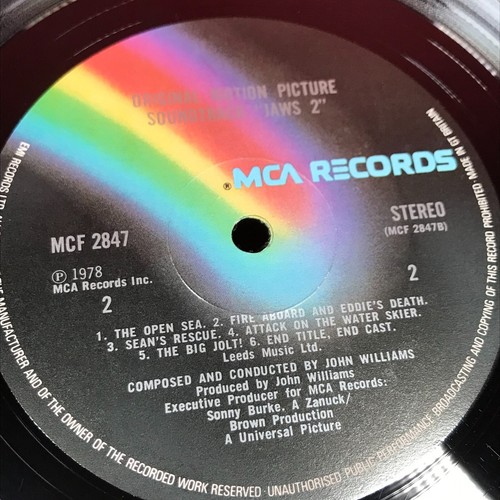 ORIGINAL MOTION PICTURE
SOUNDTRACK "JAWS 2"
® MCA RECORDS
MCF 2847
STEREO
(MCF 2847B)
Ⓟ 1978
MCA Records Inc.
2
2
1. THE OPEN SEA. 2. FIRE ABOARD AND EDDIE'S DEATH.
3. SEAN'S RESCUE. 4. ATTACK ON THE WATER SKIER.
5. THE BIG JOLT! 6. END TITLE, END CAST.
Leeds Music Ltd.
COMPOSED AND CONDUCTED BY JOHN WILLIAMS
Produced by John Williams
Executive Producer for MCA Records:
Sonny Burke. A Zanuck/
Brown Production
A Universal Picture
EMI RECORDS LTD.
MANUFACTURER AND OF THE OWNER OF THE RECORDED WORK RESERVED · UNAUTHORISED PUBLIC PERFORMANCE, BROADCASTING AND COPYING OF THIS RECORD PROHIBITED · MADE IN GT BRITAIN